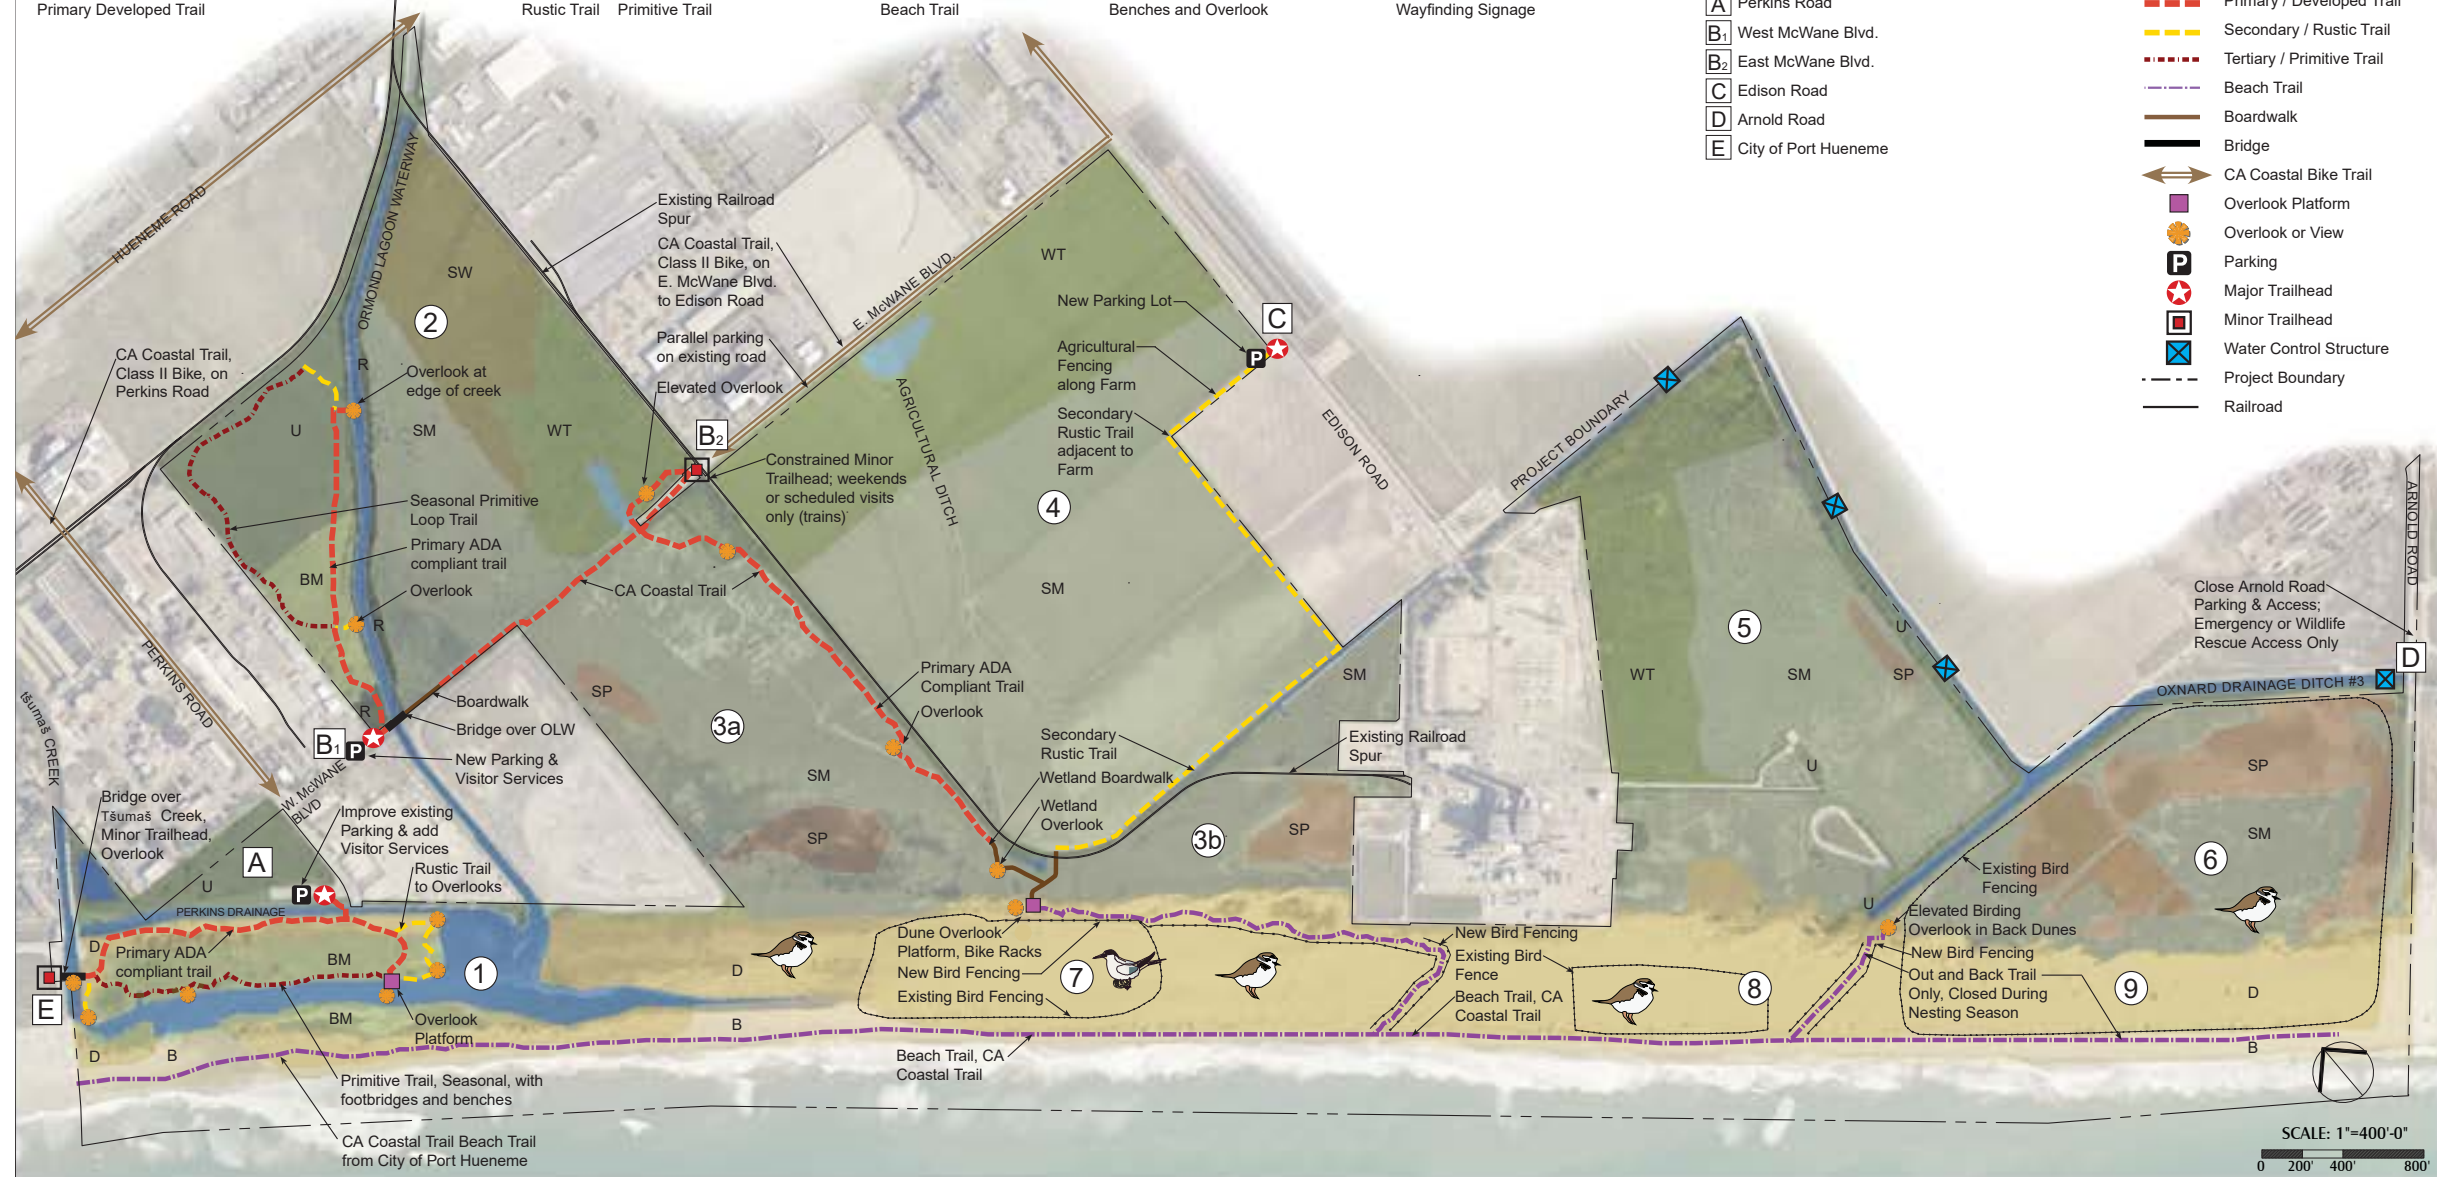 Primary Developed Trail
Rustic Trail
Primitive Trail
Beach Trail
Benches and Overlook
Wayfinding Signage
A Perkins Road
B1 West McWane Blvd.
B2 East McWane Blvd.
C Edison Road
D Arnold Road
E City of Port Hueneme
Primary / Developed Trail
Secondary / Rustic Trail
Tertiary / Primitive Trail
Beach Trail
Boardwalk
Bridge
CA Coastal Bike Trail
Overlook Platform
Overlook or View
P Parking
Major Trailhead
Minor Trailhead
Water Control Structure
Project Boundary
Railroad
HUENEME ROAD
ORMOND LAGOON WATERWAY
SW
2
R
U
SM
WT
BM
R
R
Existing Railroad
Spur
CA Coastal Trail,
Class II Bike, on
E. McWane Blvd.
to Edison Road
Parallel parking
on existing road
Elevated Overlook
E. McWANE BLVD.
B2
Constrained Minor
Trailhead; weekends
or scheduled visits
only (trains)
CA Coastal Trail,
Class II Bike, on
Perkins Road
Overlook at
edge of creek
Seasonal Primitive
Loop Trail
Primary ADA
compliant trail
Overlook
CA Coastal Trail
Boardwalk
Bridge over OLW
New Parking &
Visitor Services
B1
P
W. McWANE
BLVD
PERKINS ROAD
tšumaš CREEK
WT
AGRICULTURAL DITCH
4
SM
New Parking Lot
Agricultural
Fencing
along Farm
Secondary
Rustic Trail
adjacent to
Farm
C
P
EDISON ROAD
PROJECT BOUNDARY
5
WT
SM
SP
U
U
U
ARNOLD ROAD
Close Arnold Road
Parking & Access;
Emergency or Wildlife
Rescue Access Only
D
OXNARD DRAINAGE DITCH #3
SP
3a
SM
SP
Primary ADA
Compliant Trail
Overlook
Secondary
Rustic Trail
Wetland Boardwalk
Wetland
Overlook
Existing Railroad
Spur
SM
3b
SP
SP
SM
6
Existing Bird
Fencing
Elevated Birding
Overlook in Back Dunes
New Bird Fencing
Out and Back Trail
Only, Closed During
Nesting Season
9
D
B
Bridge over
Tšumaš Creek,
Minor Trailhead,
Overlook
A
U
P
Improve existing
Parking & add
Visitor Services
Rustic Trail
to Overlooks
PERKINS DRAINAGE
D
Primary ADA
compliant trail
BM
1
E
BM
Overlook
Platform
D
B
D
B
Primitive Trail, Seasonal, with
footbridges and benches
CA Coastal Trail Beach Trail
from City of Port Hueneme
Dune Overlook
Platform, Bike Racks
New Bird Fencing
Existing Bird Fencing
7
Beach Trail, CA
Coastal Trail
New Bird Fencing
Existing Bird
Fence
Beach Trail, CA
Coastal Trail
8
SCALE: 1"=400'-0"
0 200' 400' 800'